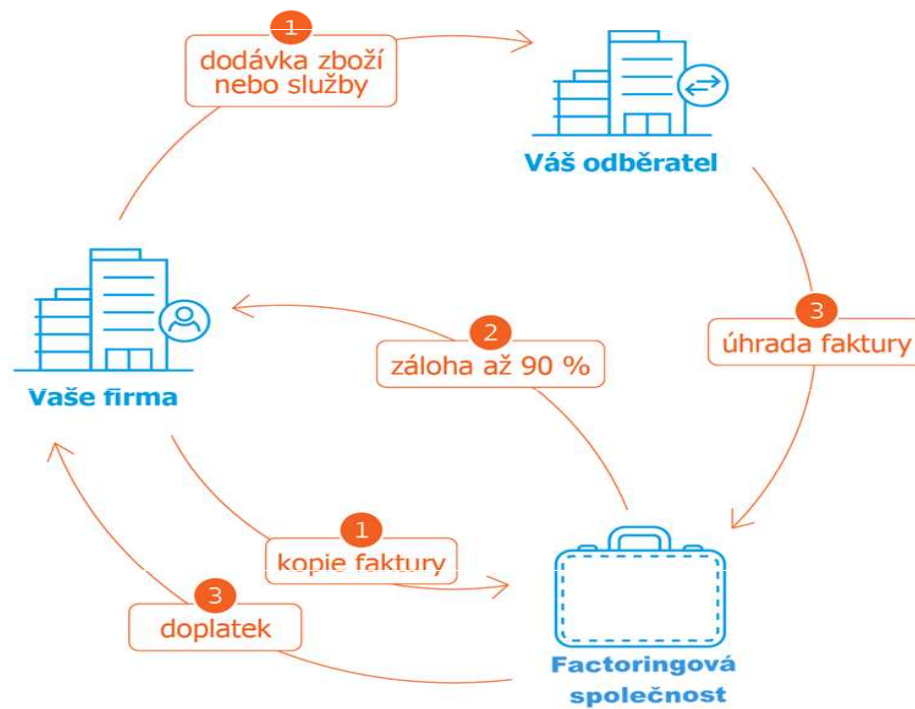 1
dodávka zboží
nebo služby
Váš odběratel
3
úhrada faktury
2
záloha až 90 %
Vaše firma
1
kopie faktury
3
doplatek
Factoringová
společnost